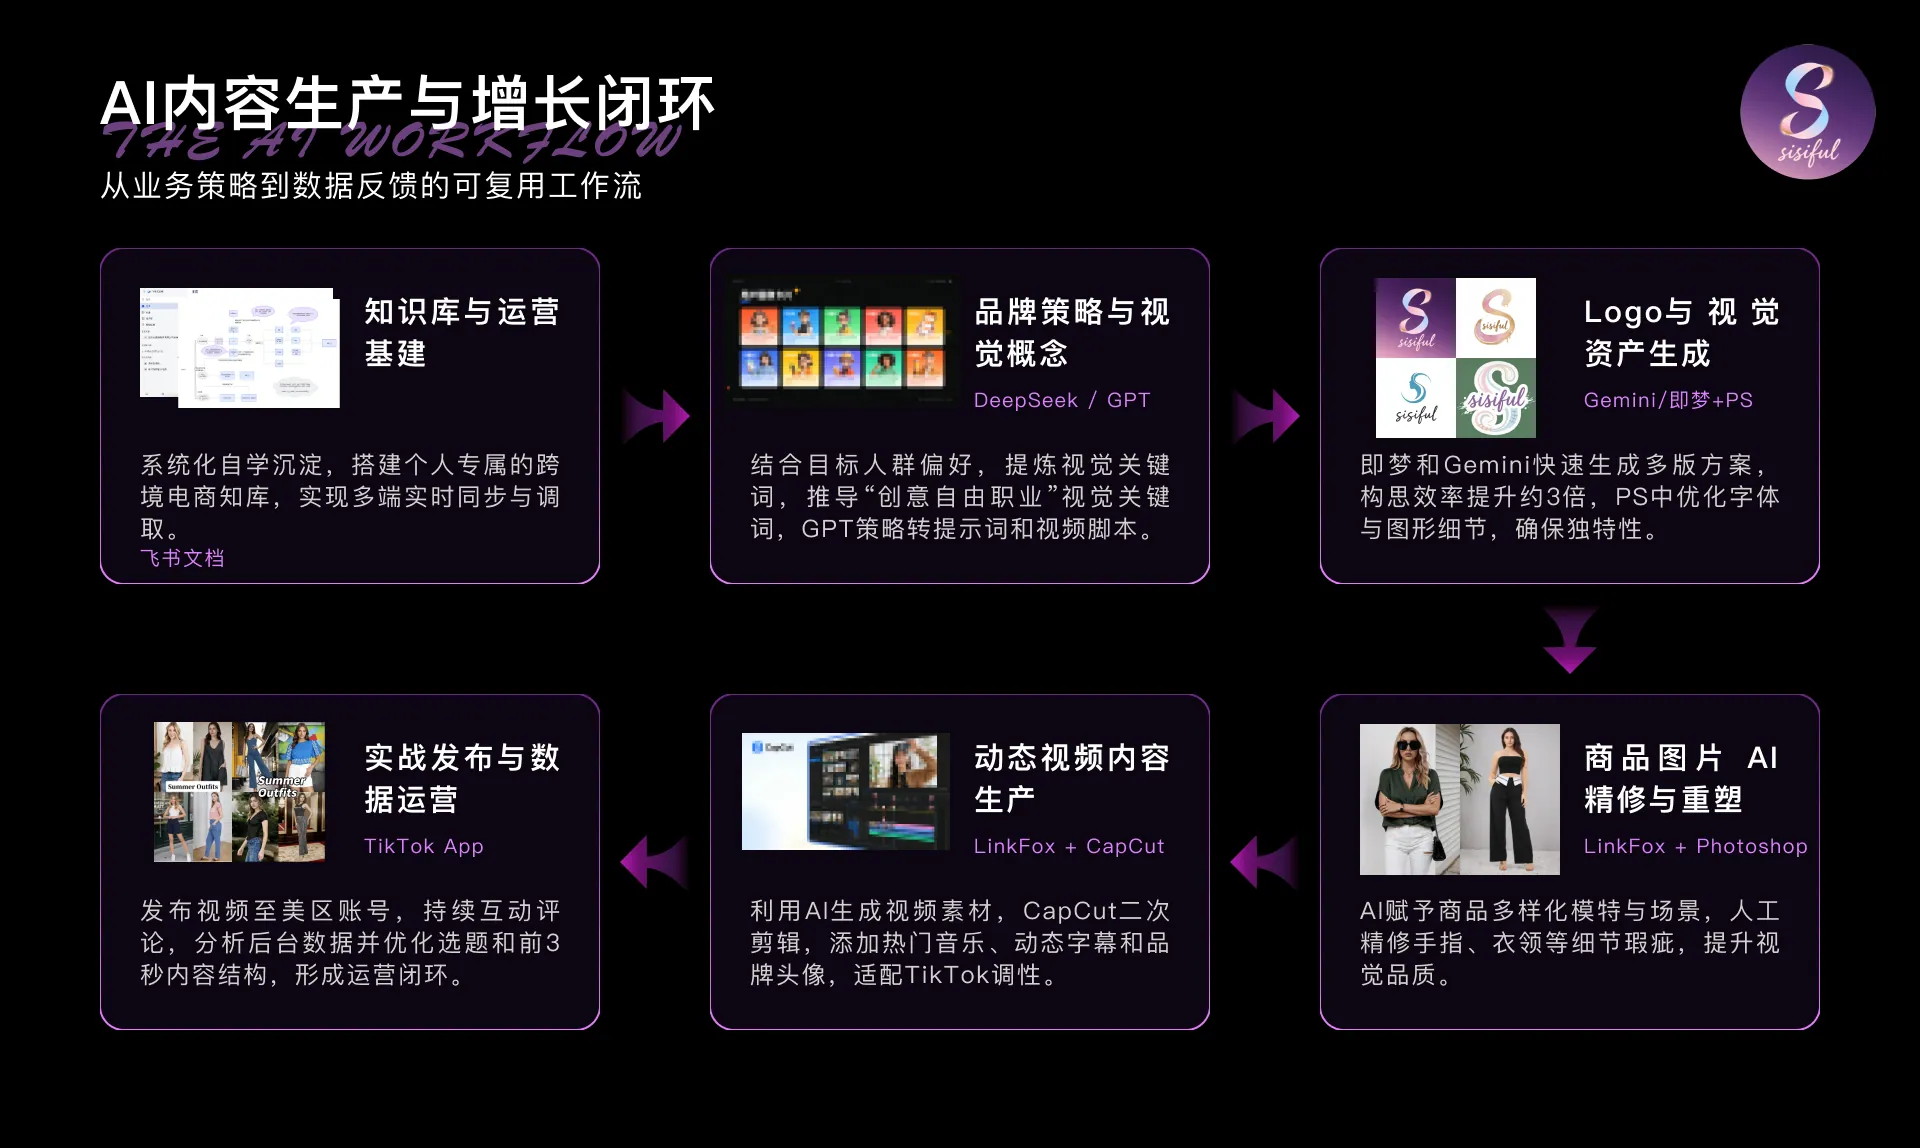 AI内容生产与增长闭环
THE AI WORKFLOW
从业务策略到数据反馈的可复用工作流
sisiful
知识库与运营
基建
系统化自学沉淀，搭建个人专属的跨
境电商知库，实现多端实时同步与调
取。
飞书文档
品牌策略与视
觉概念
DeepSeek / GPT
结合目标人群偏好，提炼视觉关键
词，推导“创意自由职业”视觉关键
词，GPT策略转提示词和视频脚本。
sisiful
sisiful
sisiful
sisiful
Logo与视觉
资产生成
Gemini/即梦+PS
即梦和Gemini快速生成多版方案，
构思效率提升约3倍，PS中优化字体
与图形细节，确保独特性。
商品图片 AI
精修与重塑
LinkFox + Photoshop
AI赋予商品多样化模特与场景，人工
精修手指、衣领等细节瑕疵，提升视
觉品质。
CapCut
动态视频内容
生产
LinkFox + CapCut
利用AI生成视频素材，CapCut二次
剪辑，添加热门音乐、动态字幕和品
牌头像，适配TikTok调性。
Summer Outfits
Summer
Outfits
实战发布与数
据运营
TikTok App
发布视频至美区账号，持续互动评
论，分析后台数据并优化选题和前3
秒内容结构，形成运营闭环。